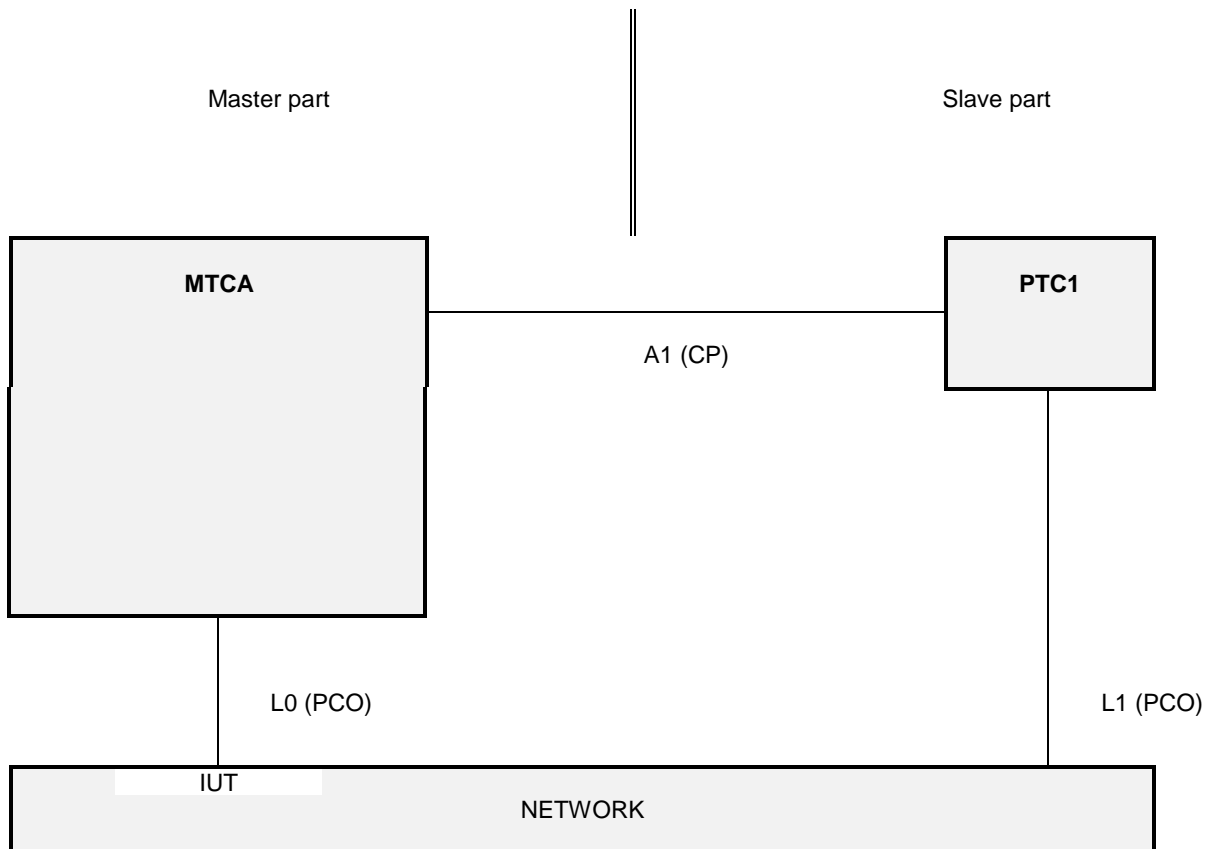 Master part
Slave part
MTCA
PTC1
A1 (CP)
L0 (PCO)
L1 (PCO)
IUT
NETWORK